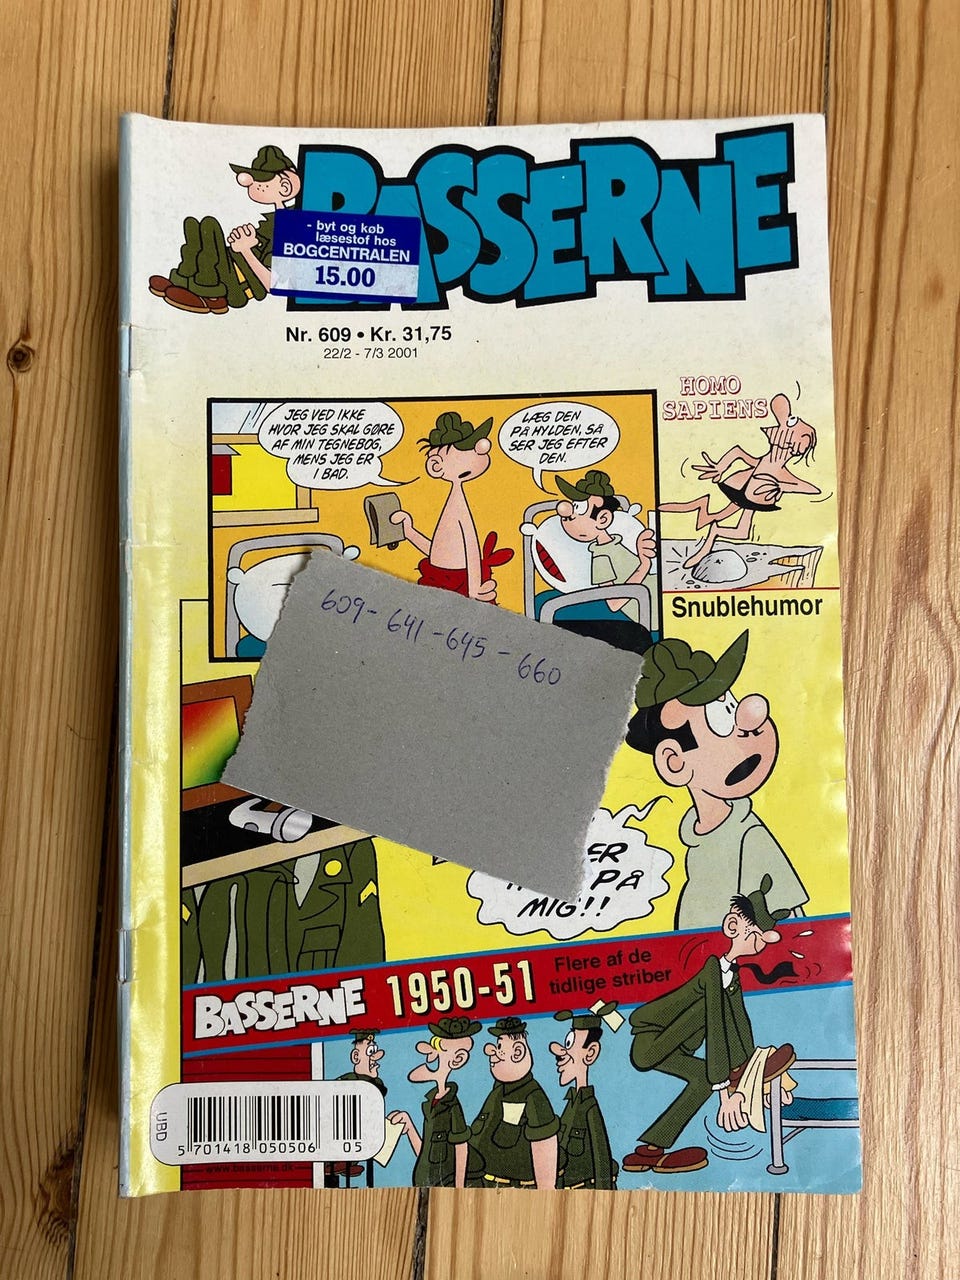 BASSERNE
- byt og køb
læsestof hos
BOGCENTRALEN
15.00
Nr. 609 • Kr. 31,75
22/2 - 7/3 2001
HOMO
SAPIENS
JEG VED IKKE
HVOR JEG SKAL GØRE
AF MIN TEGNEBOG,
MENS JEG ER
I BAD.
LÆG DEN
PÅ HYLDEN, SÅ
SER JEG EFTER
DEN.
Snublehumor
609 - 641 - 645 - 660
PÅ
MIG!!
BASSERNE 1950-51
Flere af de
tidlige striber
UBD
5 701418 050506 05
www.basserne.dk